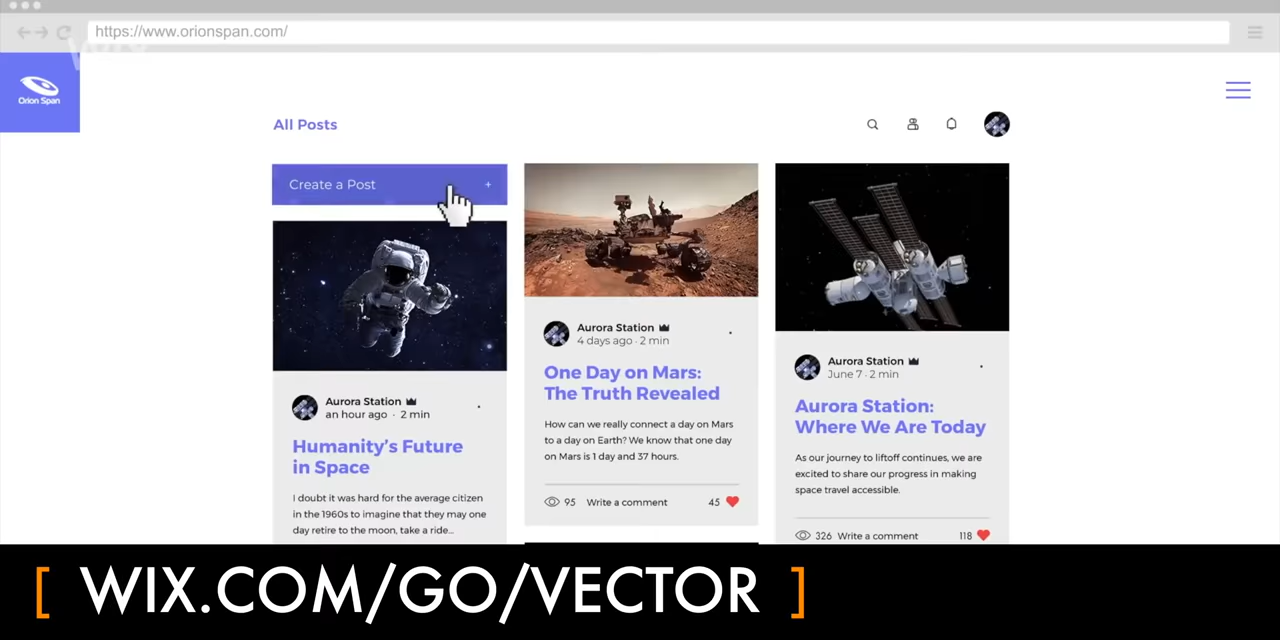 https://www.orionspan.com/
Orion Span
All Posts
Create a Post +
Aurora Station
an hour ago · 2 min
Humanity's Future
in Space
I doubt it was hard for the average citizen
in the 1960s to imagine that they may one
day retire to the moon, take a ride...
Aurora Station
4 days ago · 2 min
One Day on Mars:
The Truth Revealed
How can we really connect a day on Mars
to a day on Earth? We know that one day
on Mars is 1 day and 37 hours.
95 Write a comment 45
Aurora Station
June 7 · 2 min
Aurora Station:
Where We Are Today
As our journey to liftoff continues, we are
excited to share our progress in making
space travel accessible.
326 Write a comment 118
[ WIX.COM/GO/VECTOR ]